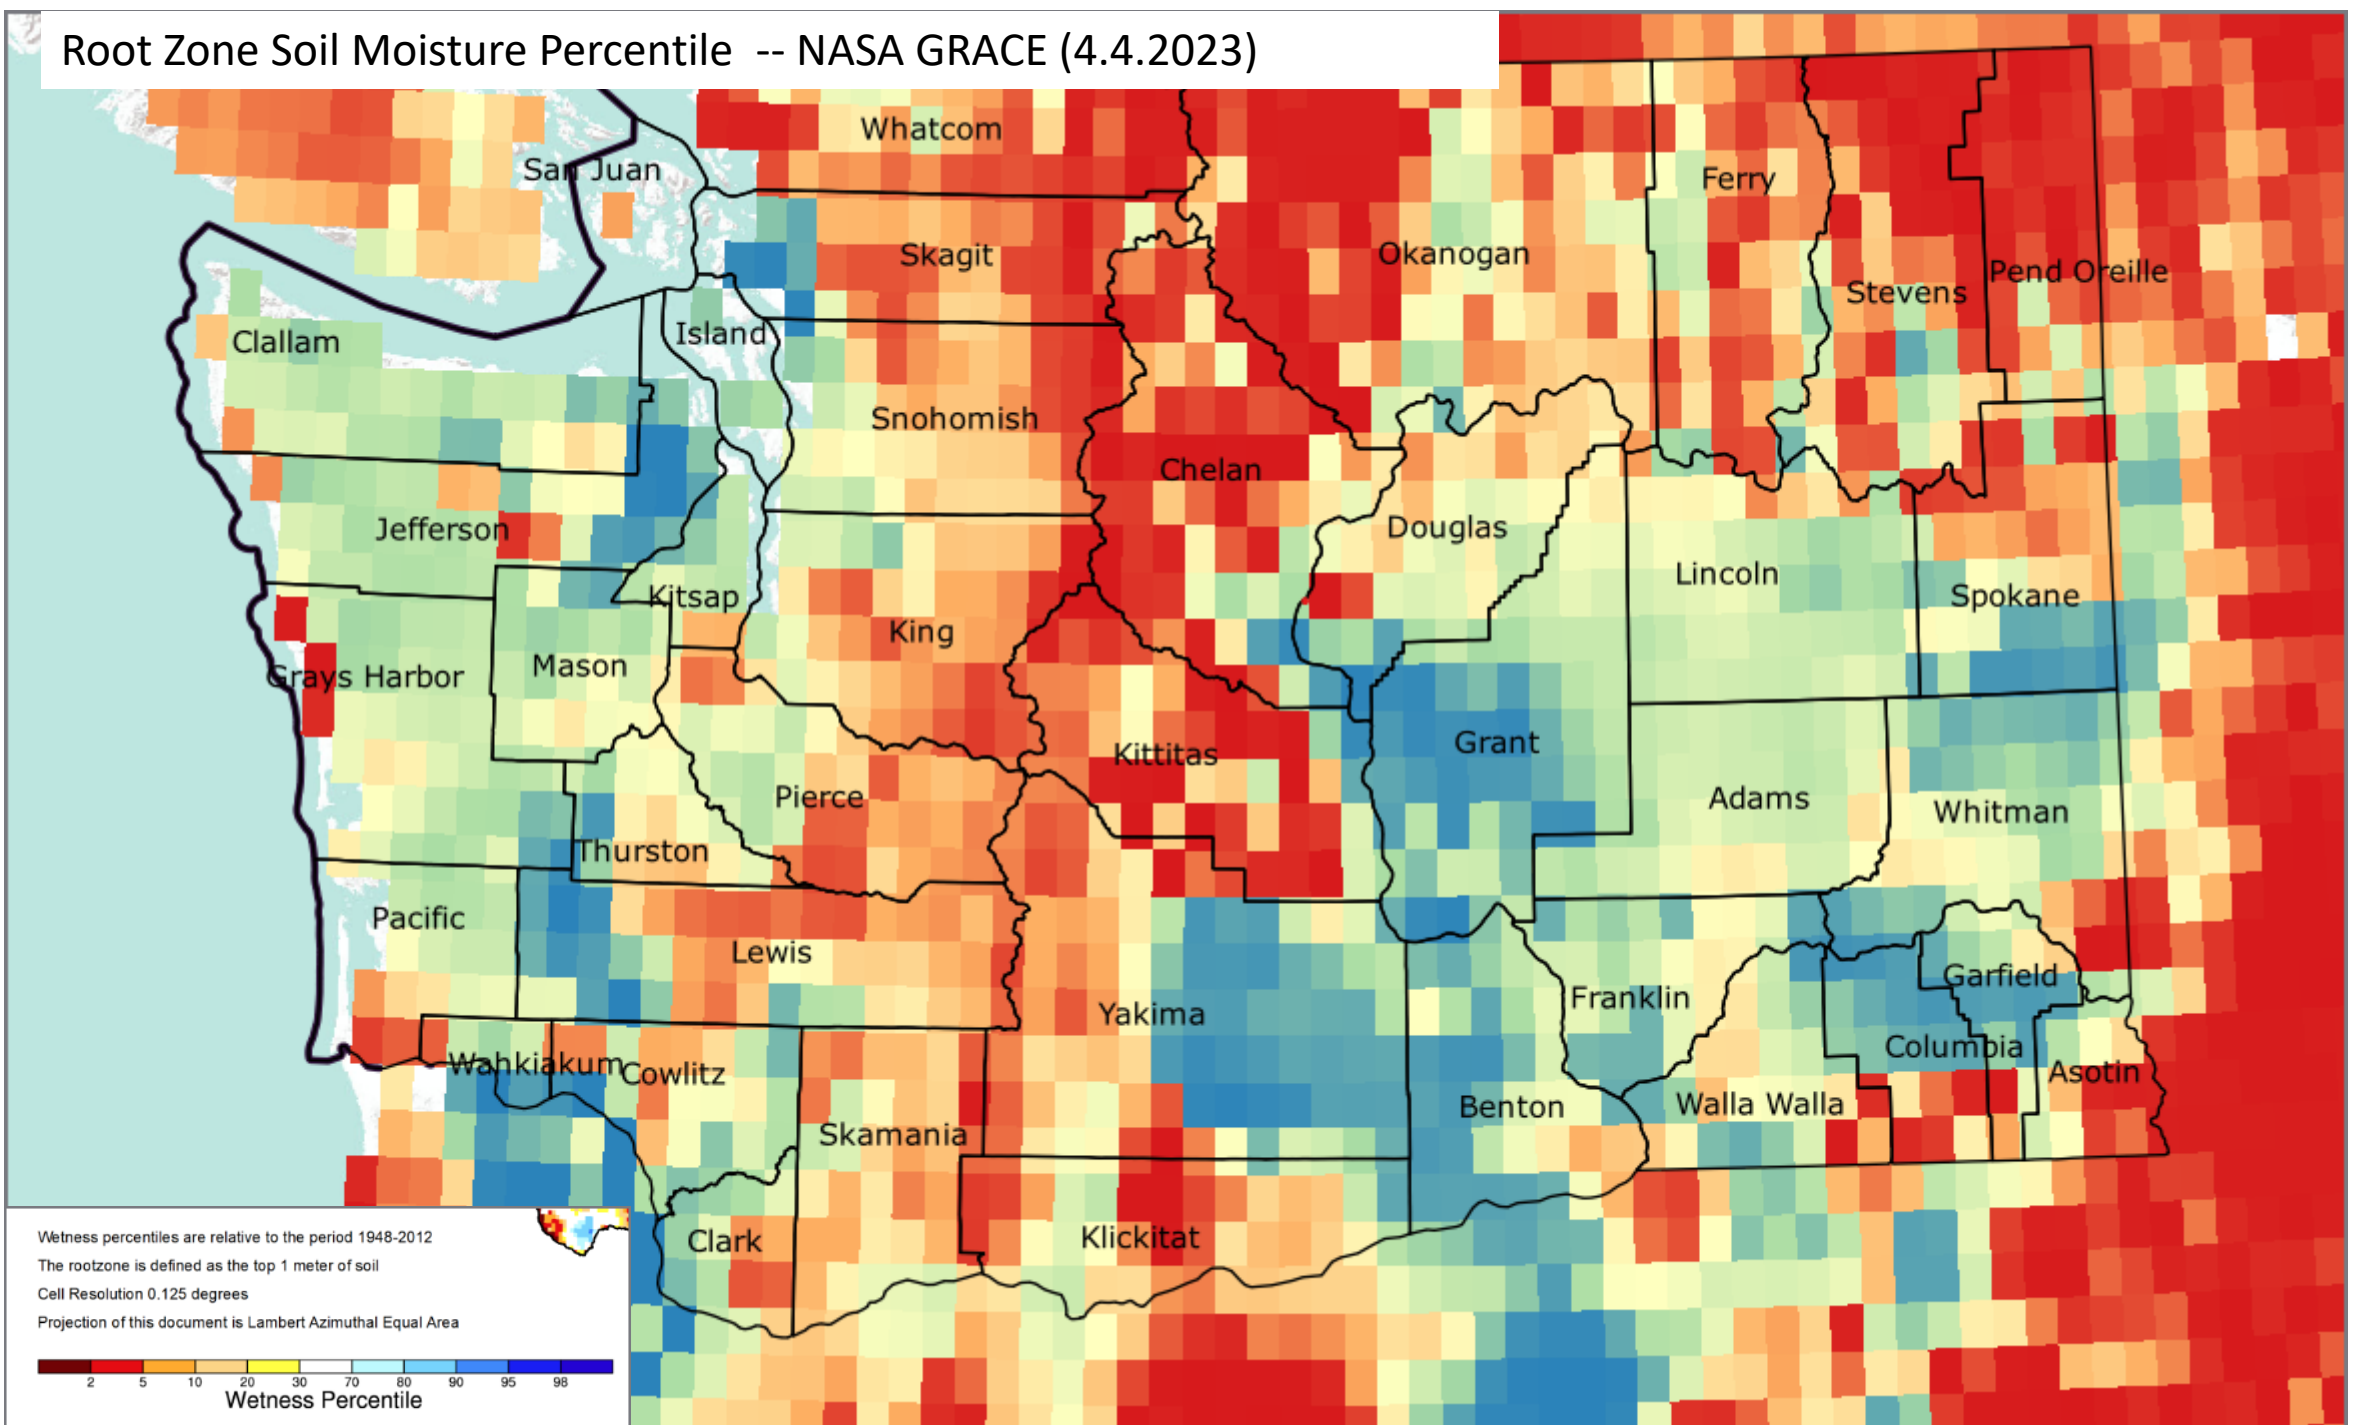 Root Zone Soil Moisture Percentile -- NASA GRACE (4.4.2023)
Whatcom
San Juan
Ferry
Skagit
Okanogan
Pend Oreille
Stevens
Island
Clallam
Snohomish
Chelan
Douglas
Jefferson
Lincoln
Kitsap
Spokane
King
Mason
Grays Harbor
Grant
Kittitas
Pierce
Adams
Whitman
Thurston
Pacific
Lewis
Garfield
Franklin
Yakima
Columbia
Wahkiakum
Cowlitz
Asotin
Walla Walla
Benton
Skamania
Klickitat
Clark
Wetness percentiles are relative to the period 1948-2012
The rootzone is defined as the top 1 meter of soil
Cell Resolution 0.125 degrees
Projection of this document is Lambert Azimuthal Equal Area
2 5 10 20 30 70 80 90 95 98
Wetness Percentile